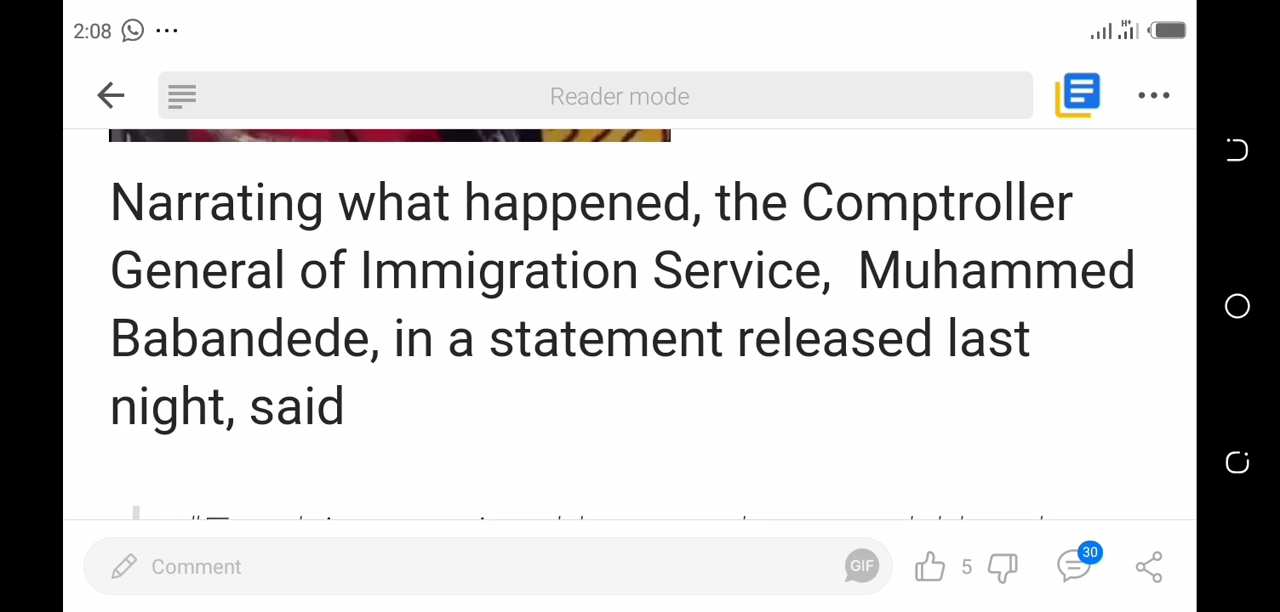 2:08
H+
Reader mode
Narrating what happened, the Comptroller
General of Immigration Service, Muhammed
Babandede, in a statement released last
night, said
Comment
GIF
5
30